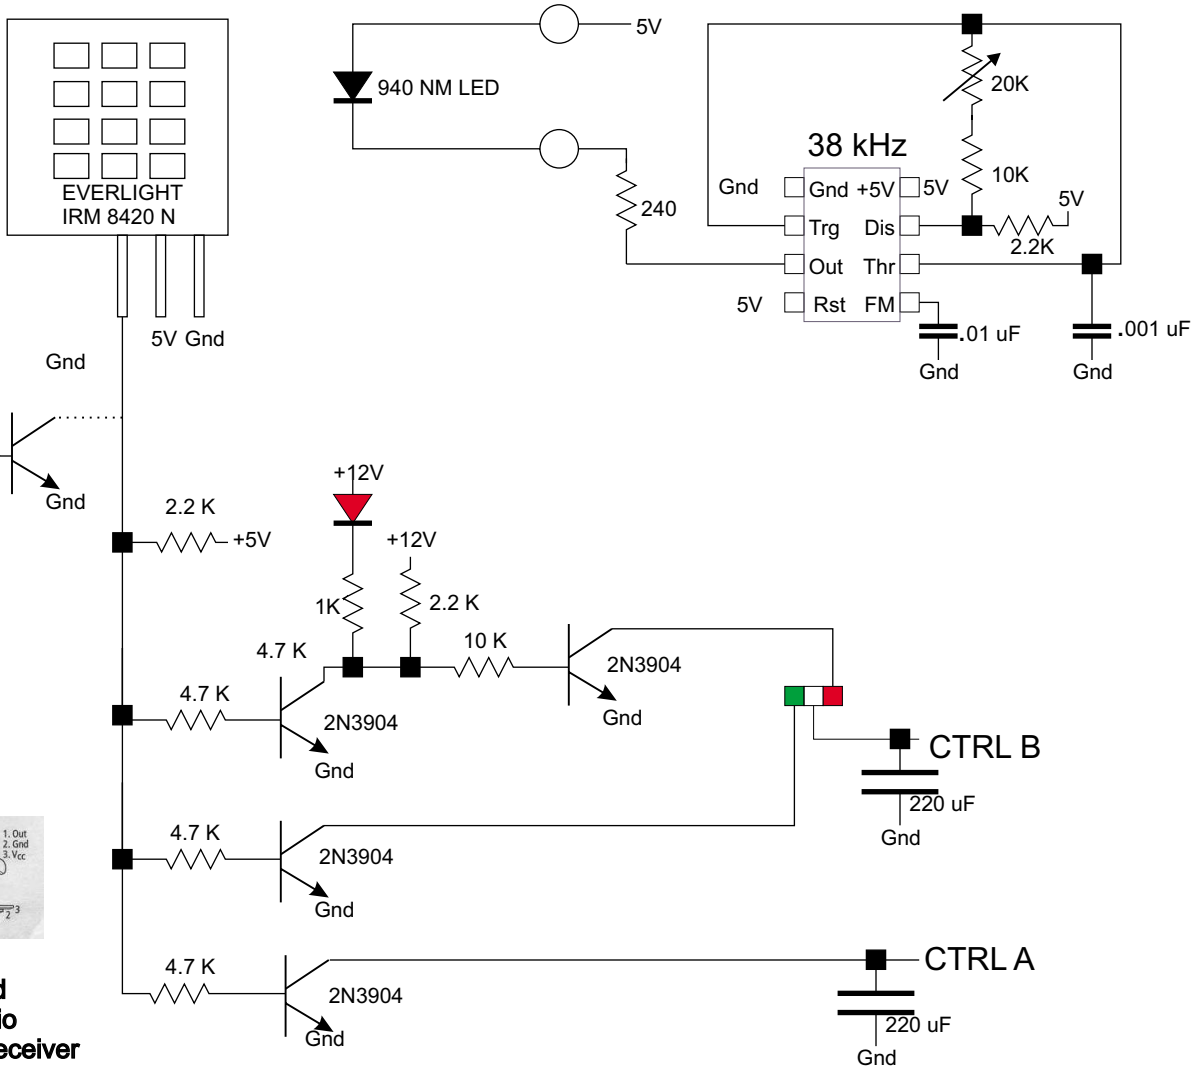 EVERLIGHT
IRM 8420 N
5V Gnd
Gnd
Gnd
5V
940 NM LED
240
38 kHz
Gnd
Gnd +5V
5V
Trg Dis
Out Thr
Rst FM
5V
20K
10K
5V
2.2K
.01 uF
Gnd
.001 uF
Gnd
2.2 K
+5V
+12V
+12V
1K
2.2 K
4.7 K
10 K
2N3904
Gnd
4.7 K
2N3904
Gnd
CTRL B
220 uF
Gnd
4.7 K
2N3904
Gnd
4.7 K
2N3904
Gnd
CTRL A
220 uF
Gnd
1. Out
2. Gnd
3. Vcc
2 3